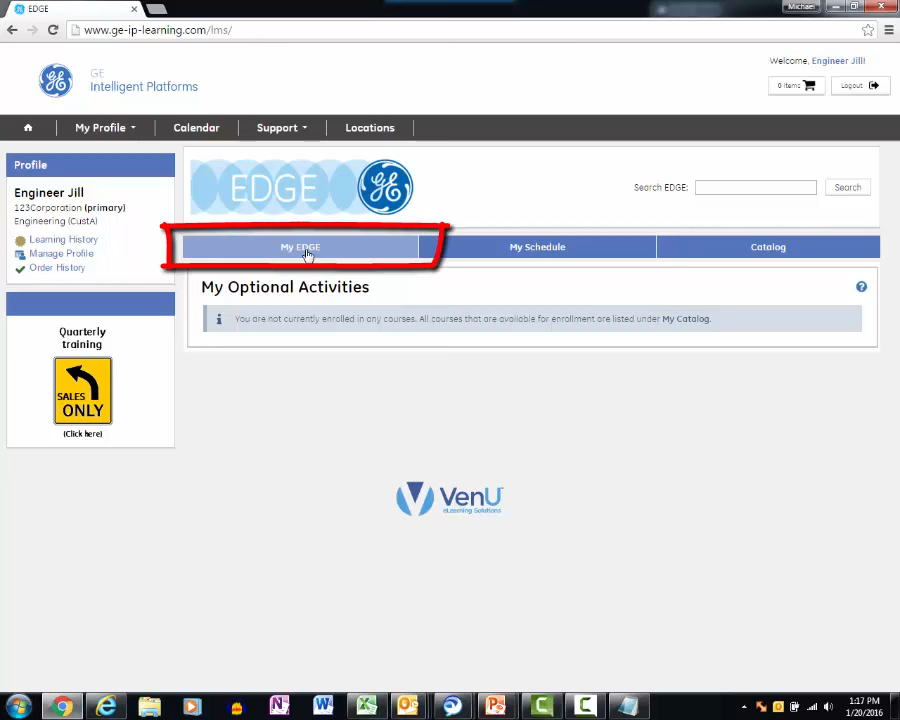 EDGE
Michael
www.ge-ip-learning.com/lms/
GE
Intelligent Platforms
Welcome, Engineer Jill!
0 items
Logout
My Profile
Calendar
Support
Locations
Profile
Engineer Jill
123Corporation (primary)
Engineering (CustA)
Learning History
Manage Profile
Order History
EDGE
Search EDGE:
Search
My EDGE
My Schedule
Catalog
My Optional Activities
You are not currently enrolled in any courses. All courses that are available for enrollment are listed under My Catalog.
Quarterly
training
SALES
ONLY
(Click here)
VenU
eLearning Solutions
1:17 PM
1/20/2016